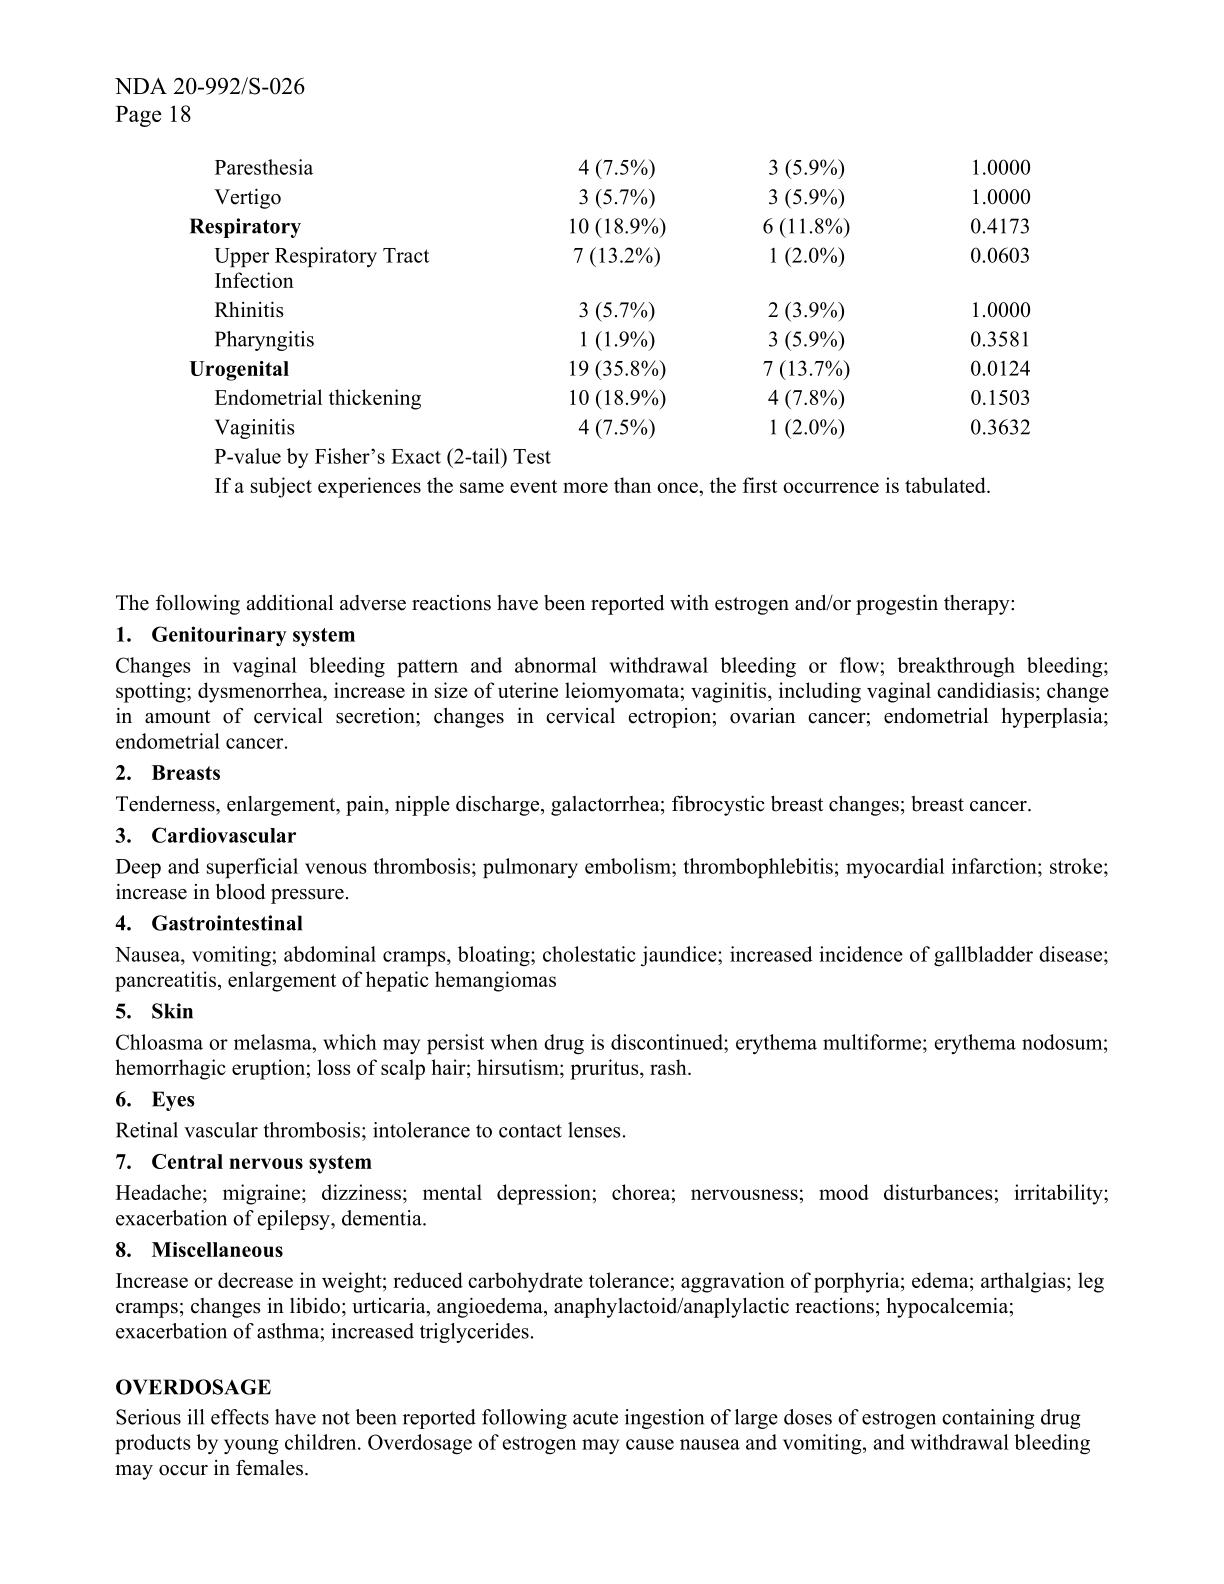 NDA 20-992/S-026
Page 18
Paresthesia 4 (7.5%) 3 (5.9%) 1.0000
Vertigo 3 (5.7%) 3 (5.9%) 1.0000
Respiratory 10 (18.9%) 6 (11.8%) 0.4173
Upper Respiratory Tract 7 (13.2%) 1 (2.0%) 0.0603
Infection
Rhinitis 3 (5.7%) 2 (3.9%) 1.0000
Pharyngitis 1 (1.9%) 3 (5.9%) 0.3581
Urogenital 19 (35.8%) 7 (13.7%) 0.0124
Endometrial thickening 10 (18.9%) 4 (7.8%) 0.1503
Vaginitis 4 (7.5%) 1 (2.0%) 0.3632
P-value by Fisher’s Exact (2-tail) Test
If a subject experiences the same event more than once, the first occurrence is tabulated.
The following additional adverse reactions have been reported with estrogen and/or progestin therapy:
1. Genitourinary system
Changes in vaginal bleeding pattern and abnormal withdrawal bleeding or flow; breakthrough bleeding;
spotting; dysmenorrhea, increase in size of uterine leiomyomata; vaginitis, including vaginal candidiasis; change
in amount of cervical secretion; changes in cervical ectropion; ovarian cancer; endometrial hyperplasia;
endometrial cancer.
2. Breasts
Tenderness, enlargement, pain, nipple discharge, galactorrhea; fibrocystic breast changes; breast cancer.
3. Cardiovascular
Deep and superficial venous thrombosis; pulmonary embolism; thrombophlebitis; myocardial infarction; stroke;
increase in blood pressure.
4. Gastrointestinal
Nausea, vomiting; abdominal cramps, bloating; cholestatic jaundice; increased incidence of gallbladder disease;
pancreatitis, enlargement of hepatic hemangiomas
5. Skin
Chloasma or melasma, which may persist when drug is discontinued; erythema multiforme; erythema nodosum;
hemorrhagic eruption; loss of scalp hair; hirsutism; pruritus, rash.
6. Eyes
Retinal vascular thrombosis; intolerance to contact lenses.
7. Central nervous system
Headache; migraine; dizziness; mental depression; chorea; nervousness; mood disturbances; irritability;
exacerbation of epilepsy, dementia.
8. Miscellaneous
Increase or decrease in weight; reduced carbohydrate tolerance; aggravation of porphyria; edema; arthalgias; leg
cramps; changes in libido; urticaria, angioedema, anaphylactoid/anaplylactic reactions; hypocalcemia;
exacerbation of asthma; increased triglycerides.
OVERDOSAGE
Serious ill effects have not been reported following acute ingestion of large doses of estrogen containing drug
products by young children. Overdosage of estrogen may cause nausea and vomiting, and withdrawal bleeding
may occur in females.